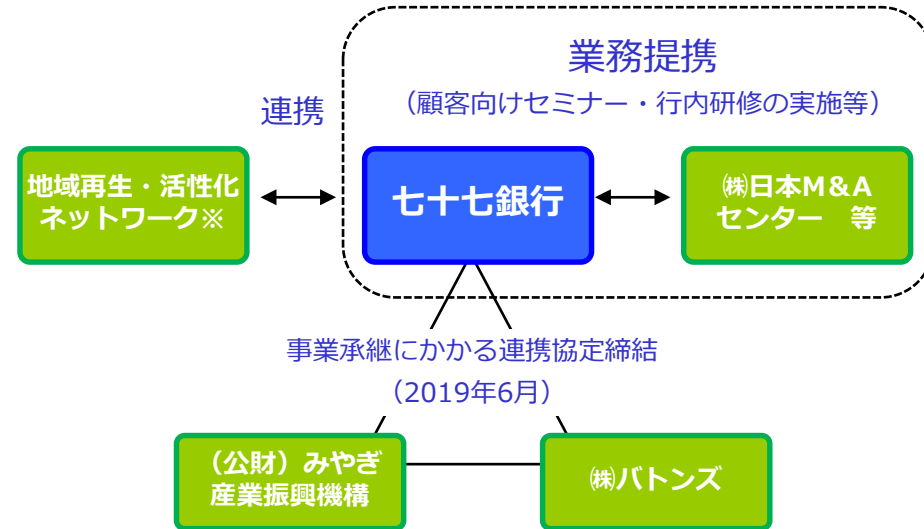 業務提携
（顧客向けセミナー・行内研修の実施等）
連携
地域再生・活性化
ネットワーク※
七十七銀行
㈱日本M＆A
センター　等
事業承継にかかる連携協定締結
（2019年6月）
（公財）みやぎ
産業振興機構
㈱バトンズ